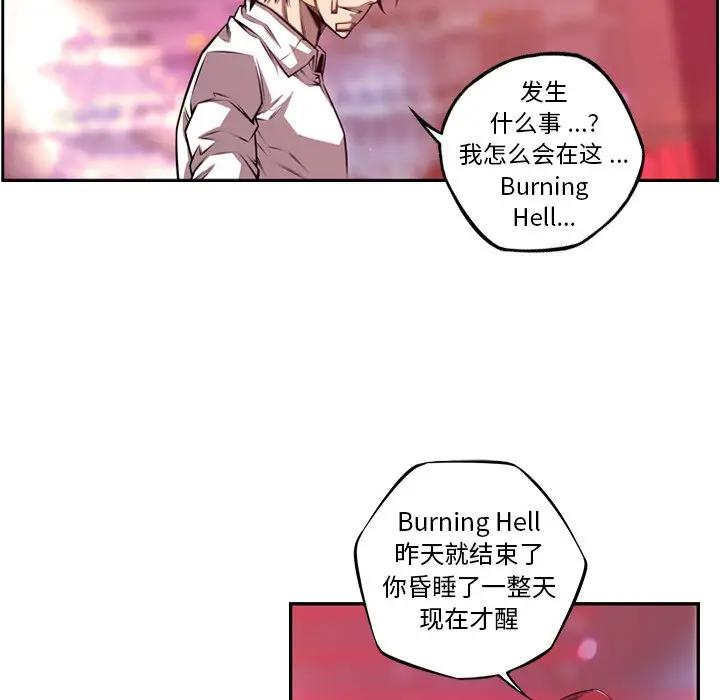 发生
什么事 ...?
我怎么会在这 ...
Burning
Hell...
Burning Hell
昨天就结束了
你昏睡了一整天
现在才醒